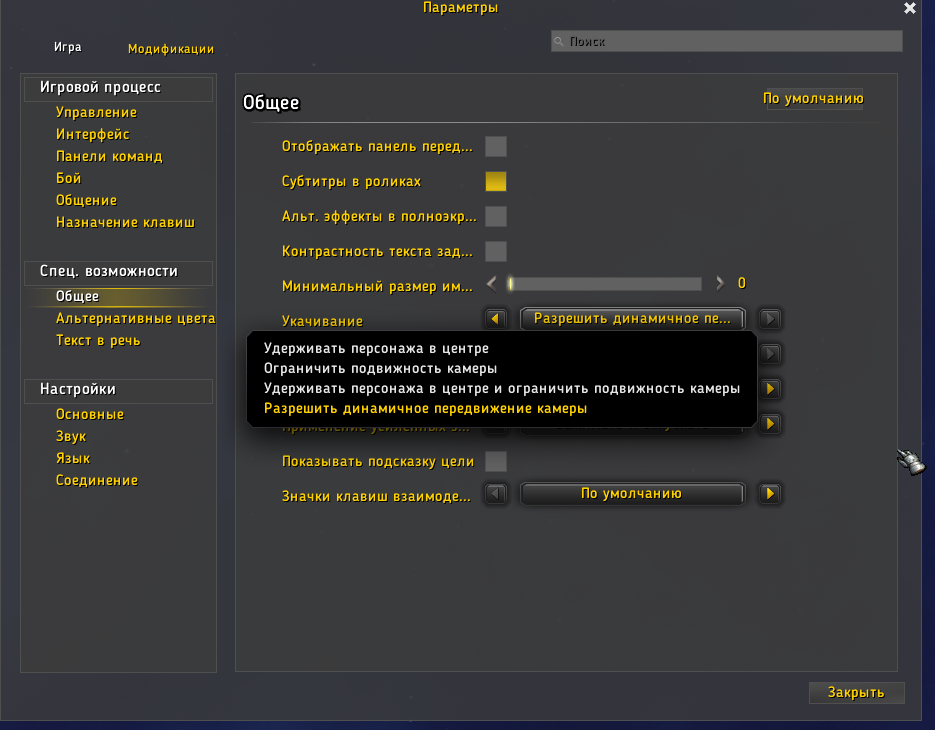 Параметры
Игра
Модификации
Поиск
Игровой процесс
Управление
Интерфейс
Панели команд
Бой
Общение
Назначение клавиш
Спец. возможности
Общее
Альтернативные цвета
Текст в речь
Настройки
Основные
Звук
Язык
Соединение
Общее
По умолчанию
Отображать панель перед...
Субтитры в роликах
Альт. эффекты в полноэкр...
Контрастность текста зад...
Минимальный размер им...
0
Укачивание
Разрешить динамичное пе...
Удерживать персонажа в центре
Ограничить подвижность камеры
Удерживать персонажа в центре и ограничить подвижность камеры
Разрешить динамичное передвижение камеры
Показывать подсказку цели
Значки клавиш взаимоде...
По умолчанию
Закрыть